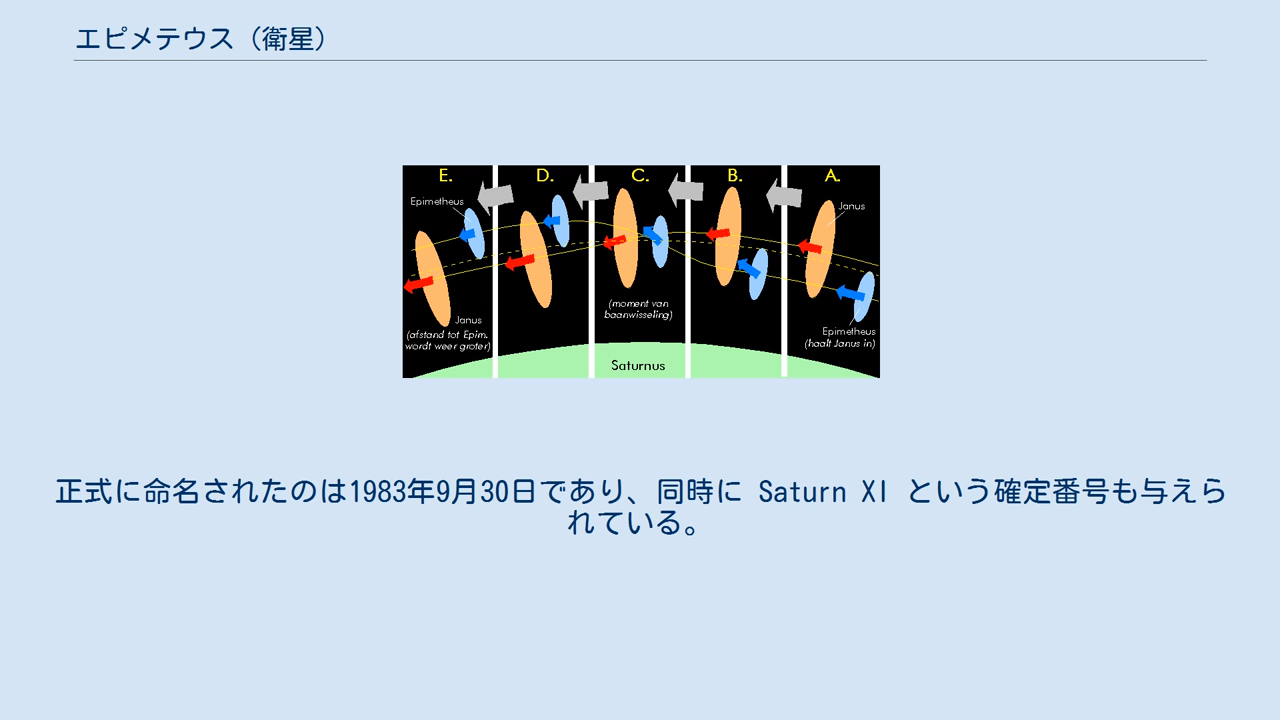 エピメテウス（衛星）
E.
D.
C.
B.
A.
Epimetheus
Janus
Janus
(afstand tot Epim.
wordt weer groter)
(moment van
baanwisseling)
Epimetheus
(haalt Janus in)
Saturnus
正式に命名されたのは1983年9月30日であり、同時に Saturn XI という確定番号も与えら
れている。